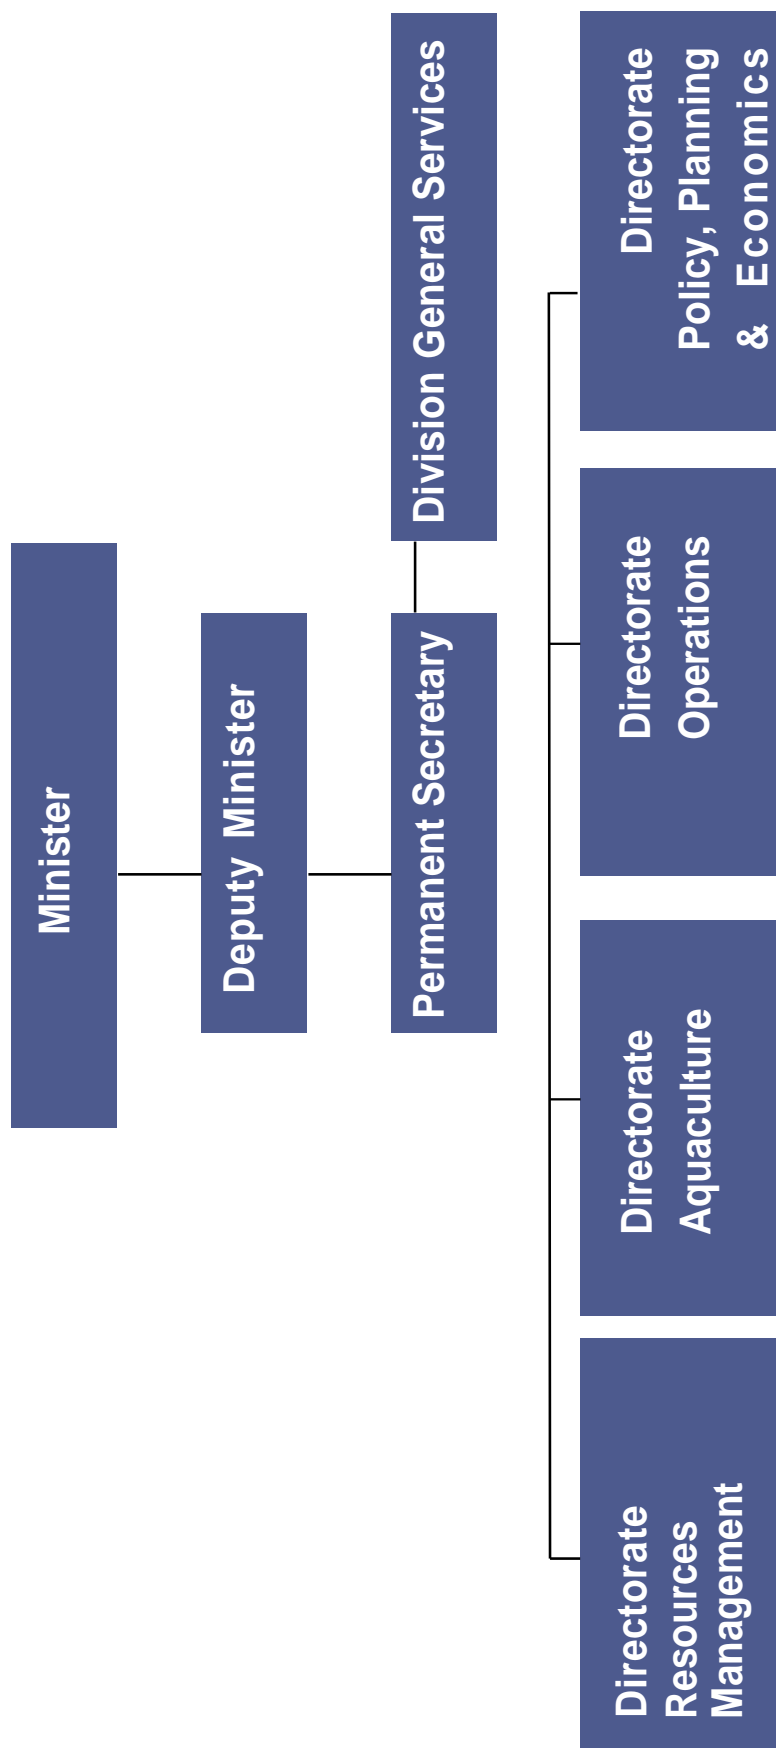 Minister
Deputy Minister
Permanent Secretary
Division General Services
Directorate
Resources
Management
Directorate
Aquaculture
Directorate
Operations
Directorate
Policy, Planning
& Economics